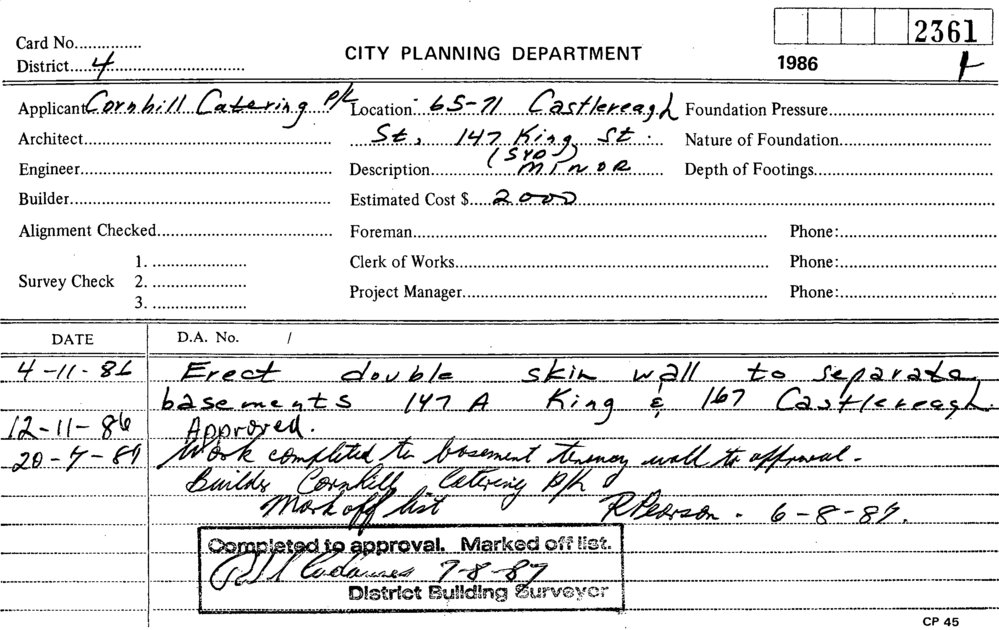 2361
Card No...............
CITY PLANNING DEPARTMENT
District....4
1986
Applicant Cornhill Catering P/L Location 65-71 Castlereagh Foundation Pressure
Architect St, 147 King St. Nature of Foundation
(SYD)
Engineer Description MINOR Depth of Footings
Builder Estimated Cost $ 2000
Alignment Checked Foreman Phone:
1. Clerk of Works Phone:
Survey Check 2.
Project Manager Phone:
3.
DATE D.A. No. /
4-11-86 Erect double skin wall to separate
basements 147A King & 167 Castlereagh.
12-11-86 Approved.
20-7-87 Work completed to basement tenancy wall to approval.
Builder Cornhill Catering P/L
Mark off list R Pearson - 6-8-87.
Completed to approval. Marked off list.
7-8-87
District Building Surveyor
CP 45